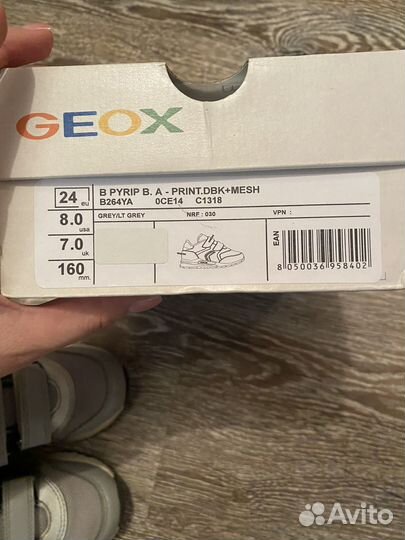 GEOX
24 eu
B PYRIP B. A - PRINT.DBK+MESH
B264YA 0CE14 C1318
8.0 usa
GREY/LT GREY NRF : 030 VPN :
7.0 uk
160 mm.
EAN
8 050036 958402
Avito